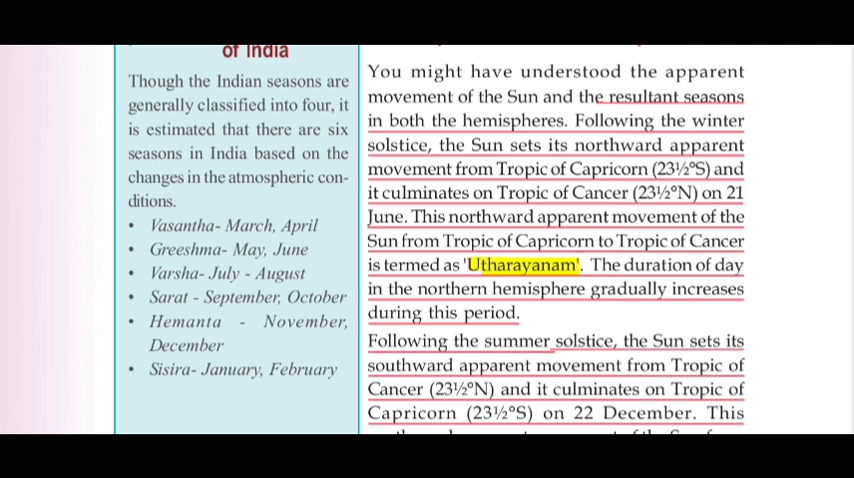 of India
Though the Indian seasons are
generally classified into four, it
is estimated that there are six
seasons in India based on the
changes in the atmospheric con-
ditions.
• Vasantha- March, April
• Greeshma- May, June
• Varsha- July - August
• Sarat - September, October
• Hemanta - November,
December
• Sisira- January, February
You might have understood the apparent
movement of the Sun and the resultant seasons
in both the hemispheres. Following the winter
solstice, the Sun sets its northward apparent
movement from Tropic of Capricorn (23½°S) and
it culminates on Tropic of Cancer (23½°N) on 21
June. This northward apparent movement of the
Sun from Tropic of Capricorn to Tropic of Cancer
is termed as 'Utharayanam'. The duration of day
in the northern hemisphere gradually increases
during this period.
Following the summer solstice, the Sun sets its
southward apparent movement from Tropic of
Cancer (23½°N) and it culminates on Tropic of
Capricorn (23½°S) on 22 December. This